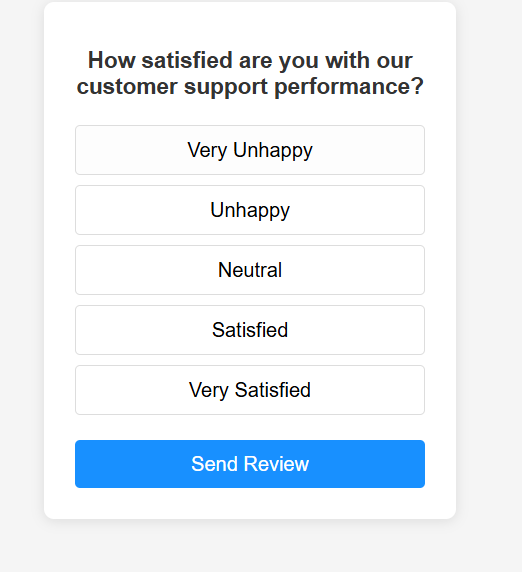 How satisfied are you with our
customer support performance?
Very Unhappy
Unhappy
Neutral
Satisfied
Very Satisfied
Send Review